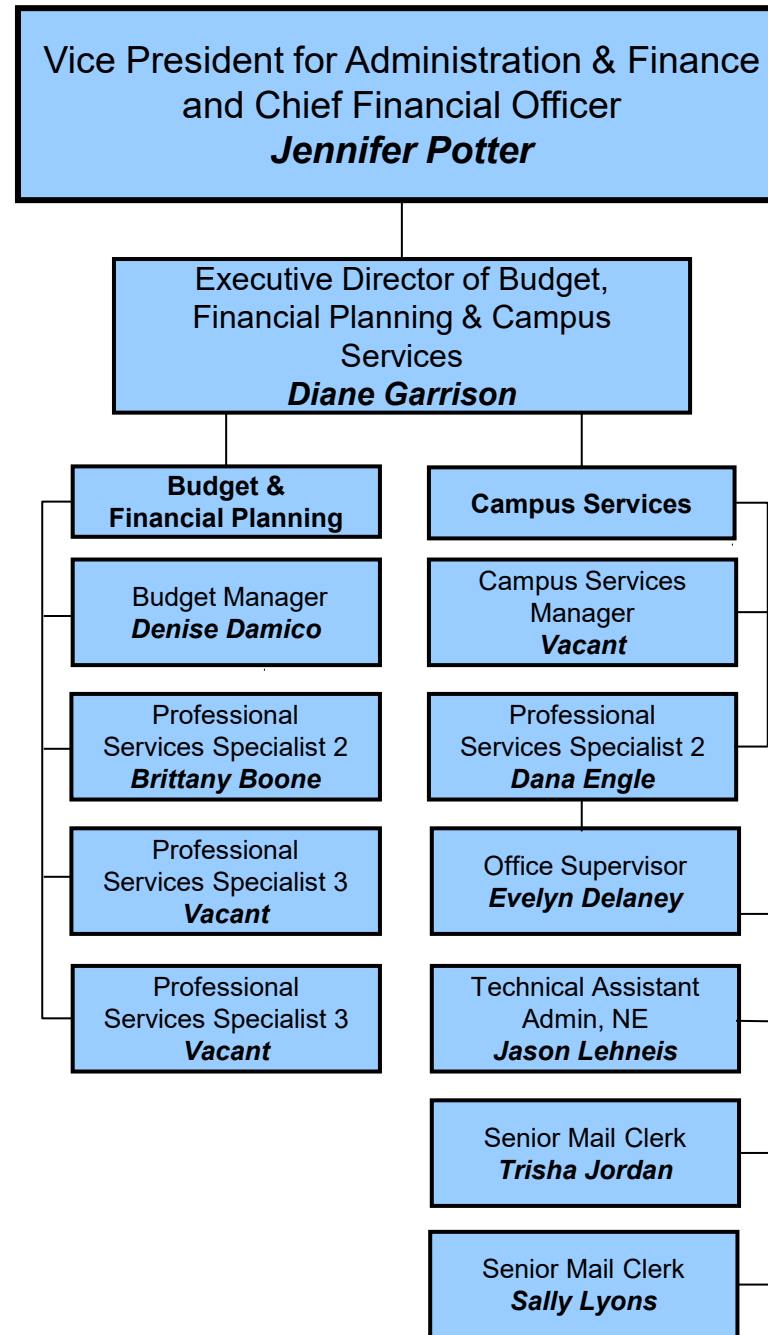 Vice President for Administration & Finance
and Chief Financial Officer
Jennifer Potter
Executive Director of Budget,
Financial Planning & Campus
Services
Diane Garrison
Budget &
Financial Planning
Budget Manager
Denise Damico
Professional
Services Specialist 2
Brittany Boone
Professional
Services Specialist 3
Vacant
Professional
Services Specialist 3
Vacant
Campus Services
Campus Services
Manager
Vacant
Professional
Services Specialist 2
Dana Engle
Office Supervisor
Evelyn Delaney
Technical Assistant
Admin, NE
Jason Lehneis
Senior Mail Clerk
Trisha Jordan
Senior Mail Clerk
Sally Lyons